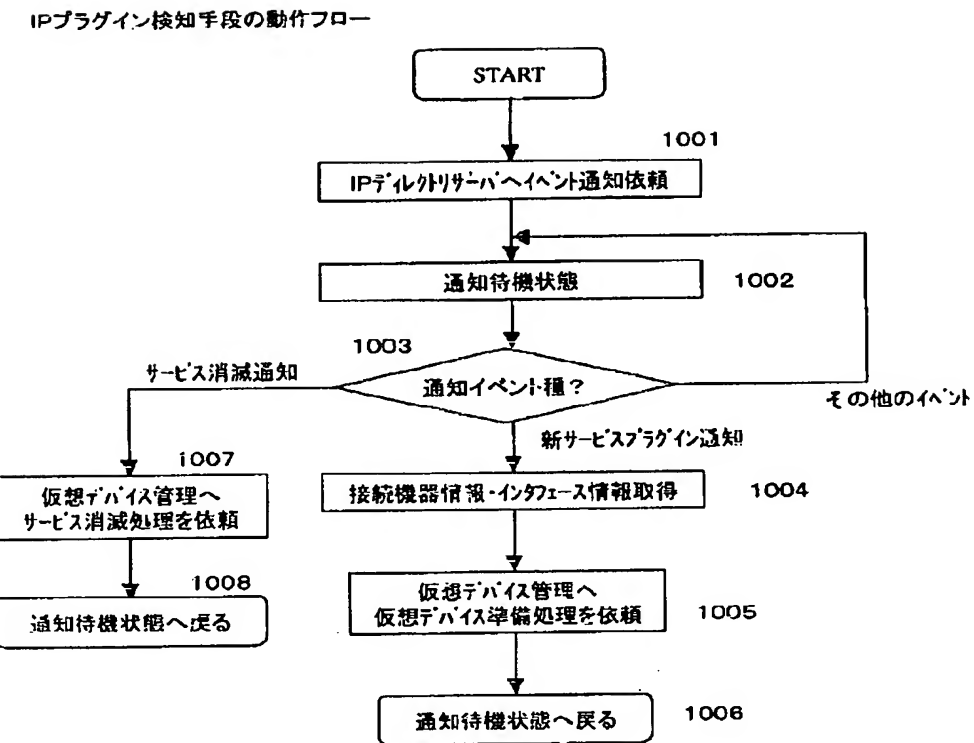 IPプラグイン検知手段の動作フロー
START
1001
IPディレクトリサーバへイベント通知依頼
通知待機状態
1002
1003
サービス消滅通知
通知イベント種？
その他のイベント
新サービスプラグイン通知
1007
仮想デバイス管理へ
サービス消滅処理を依頼
接続機器情報・インタフェース情報取得
1004
1008
通知待機状態へ戻る
仮想デバイス管理へ
仮想デバイス準備処理を依頼
1005
通知待機状態へ戻る
1006